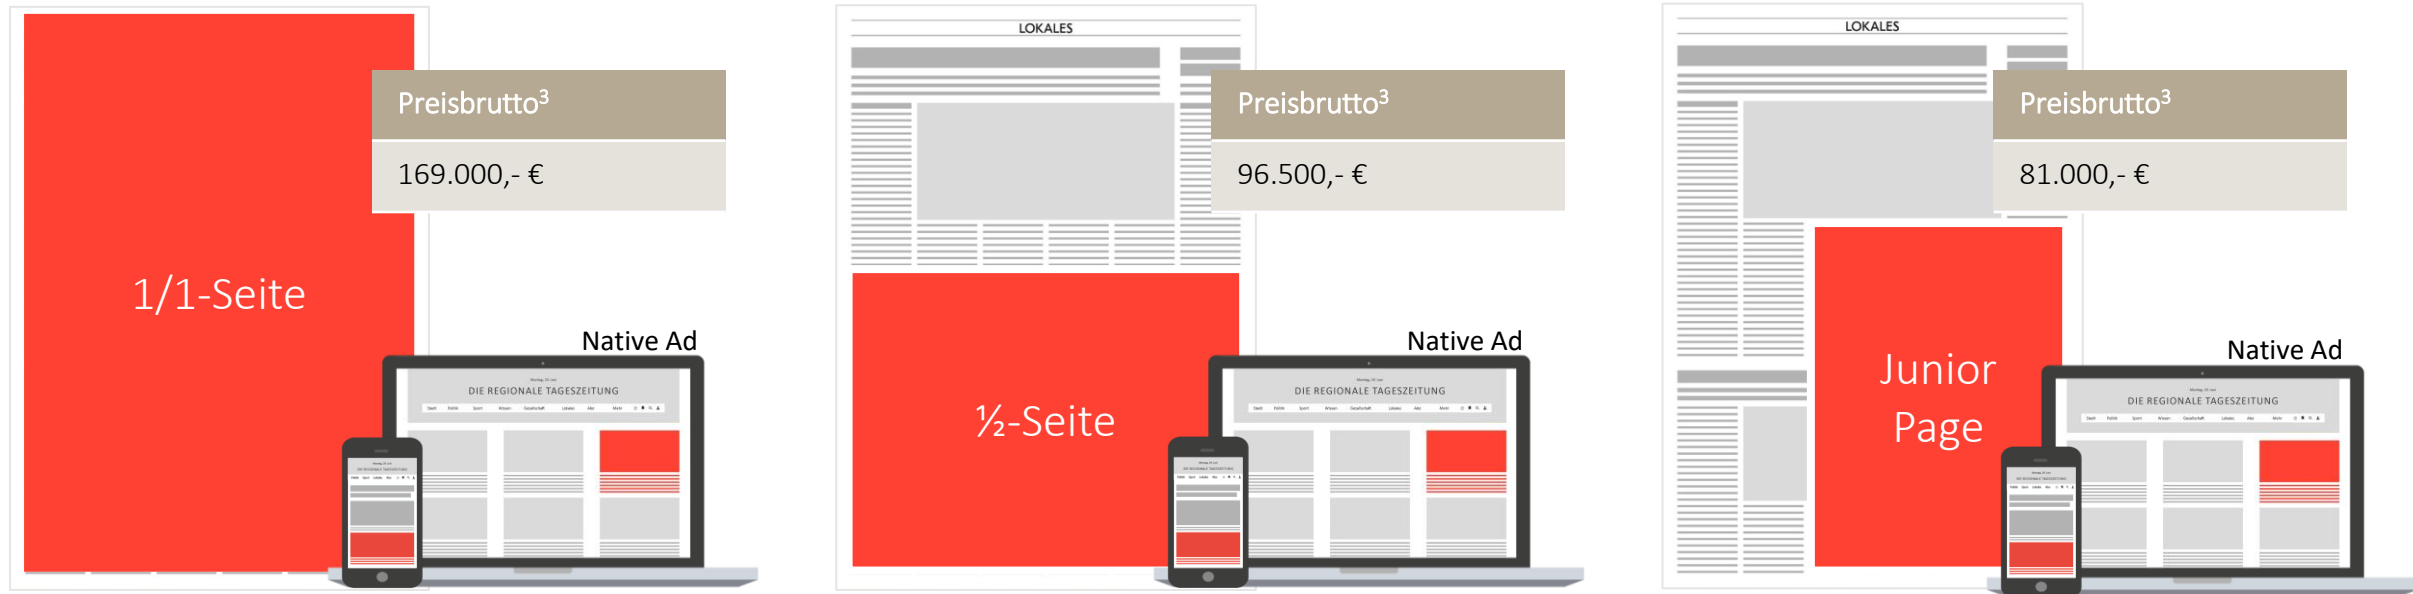 Preisbrutto³
169.000,- €
1/1-Seite
Native Ad
DIE REGIONALE TAGESZEITUNG
LOKALES
Preisbrutto³
96.500,- €
½-Seite
Native Ad
DIE REGIONALE TAGESZEITUNG
LOKALES
Preisbrutto³
81.000,- €
Junior
Page
Native Ad
DIE REGIONALE TAGESZEITUNG